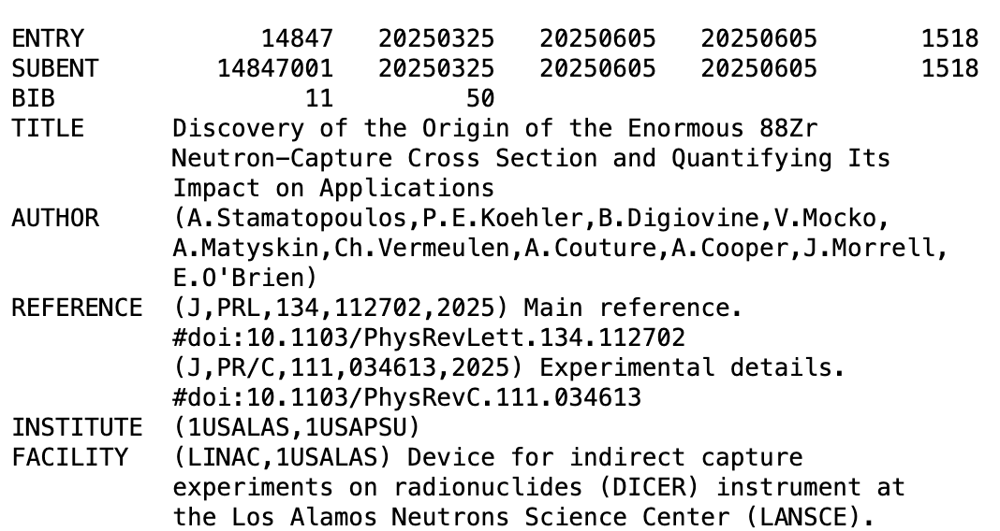 ENTRY 14847 20250325 20250605 20250605 1518
SUBENT 14847001 20250325 20250605 20250605 1518
BIB 11 50
TITLE Discovery of the Origin of the Enormous 88Zr
Neutron-Capture Cross Section and Quantifying Its
Impact on Applications
AUTHOR (A.Stamatopoulos,P.E.Koehler,B.Digiovine,V.Mocko,
A.Matyskin,Ch.Vermeulen,A.Couture,A.Cooper,J.Morrell,
E.O'Brien)
REFERENCE (J,PRL,134,112702,2025) Main reference.
#doi:10.1103/PhysRevLett.134.112702
(J,PR/C,111,034613,2025) Experimental details.
#doi:10.1103/PhysRevC.111.034613
INSTITUTE (1USALAS,1USAPSU)
FACILITY (LINAC,1USALAS) Device for indirect capture
experiments on radionuclides (DICER) instrument at
the Los Alamos Neutrons Science Center (LANSCE).